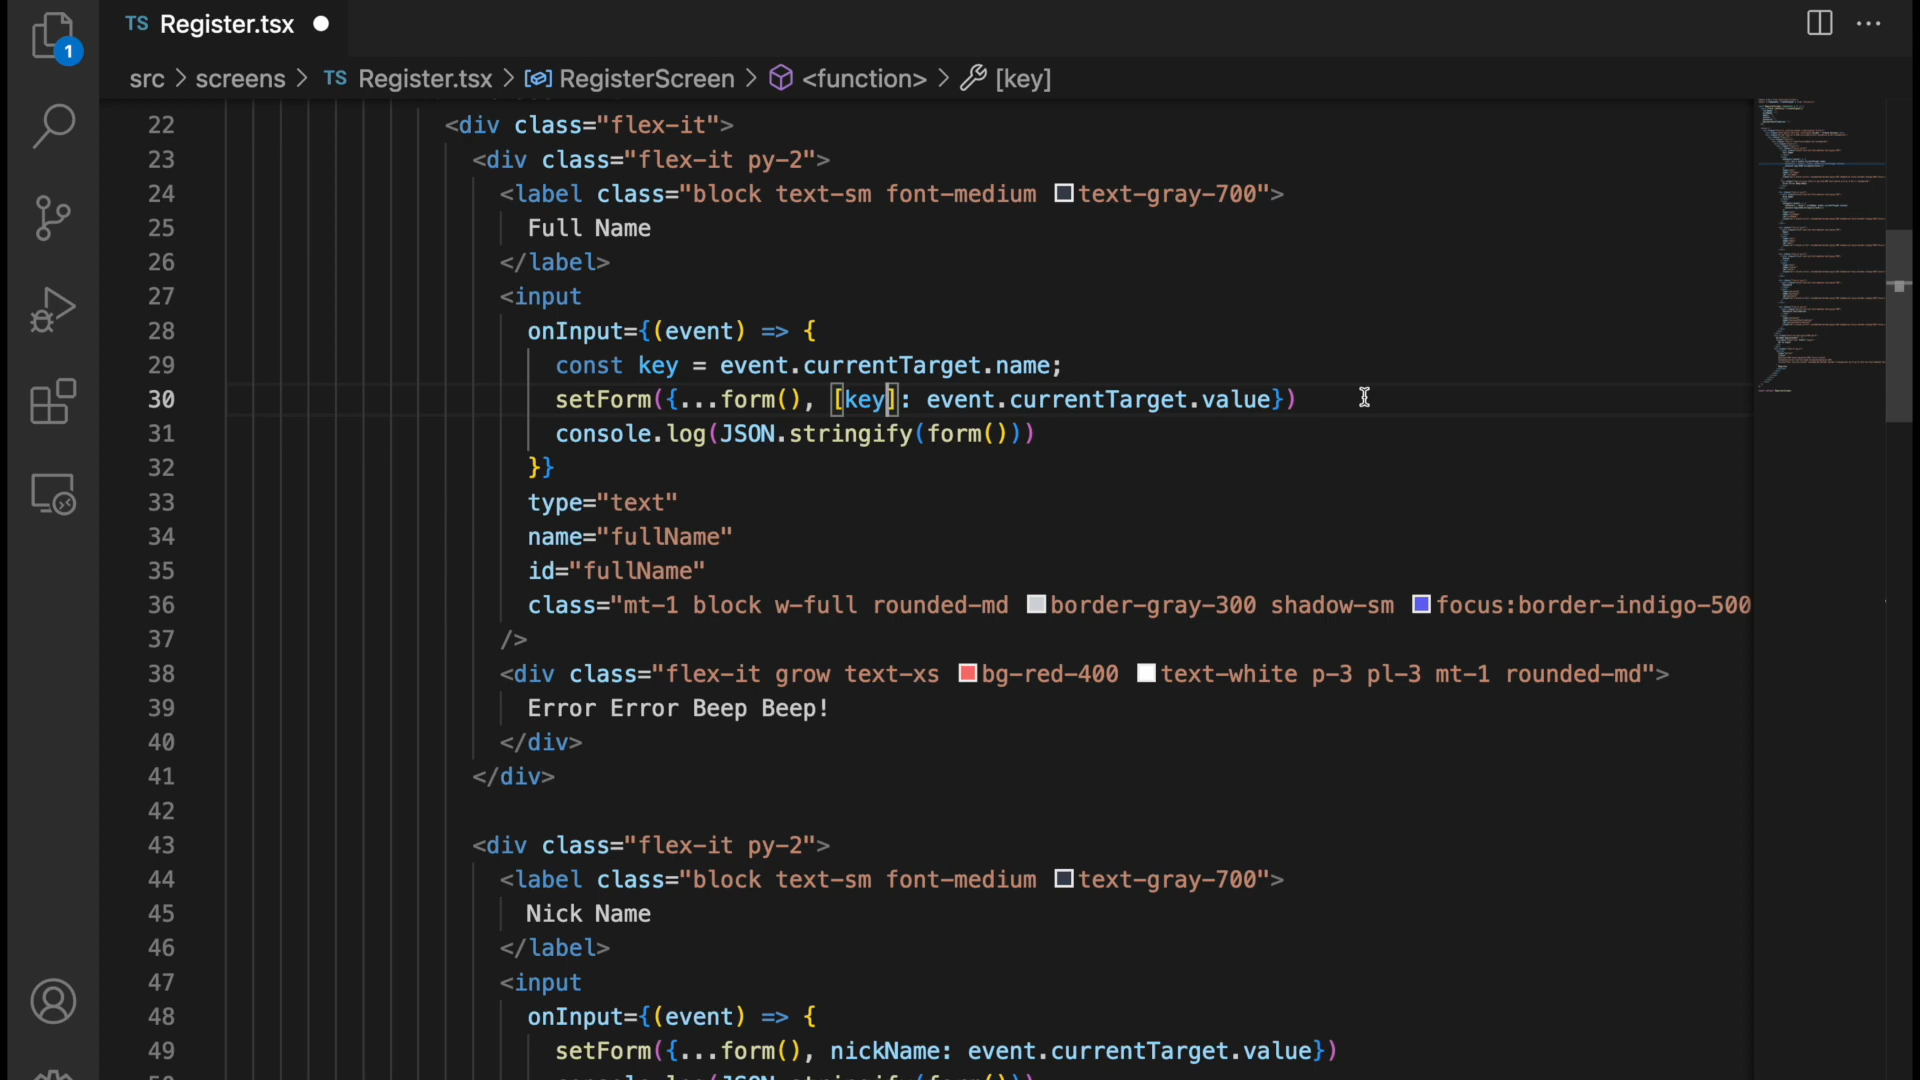 TS Register.tsx
1
src > screens > TS Register.tsx > RegisterScreen > <function> > [key]
22 <div class="flex-it">
23 <div class="flex-it py-2">
24 <label class="block text-sm font-medium text-gray-700">
25 Full Name
26 </label>
27 <input
28 onInput={(event) => {
29 const key = event.currentTarget.name;
30 setForm({...form(), [key]: event.currentTarget.value})
31 console.log(JSON.stringify(form()))
32 }}
33 type="text"
34 name="fullName"
35 id="fullName"
36 class="mt-1 block w-full rounded-md border-gray-300 shadow-sm focus:border-indigo-500
37 />
38 <div class="flex-it grow text-xs bg-red-400 text-white p-3 pl-3 mt-1 rounded-md">
39 Error Error Beep Beep!
40 </div>
41 </div>
42
43 <div class="flex-it py-2">
44 <label class="block text-sm font-medium text-gray-700">
45 Nick Name
46 </label>
47 <input
48 onInput={(event) => {
49 setForm({...form(), nickName: event.currentTarget.value})